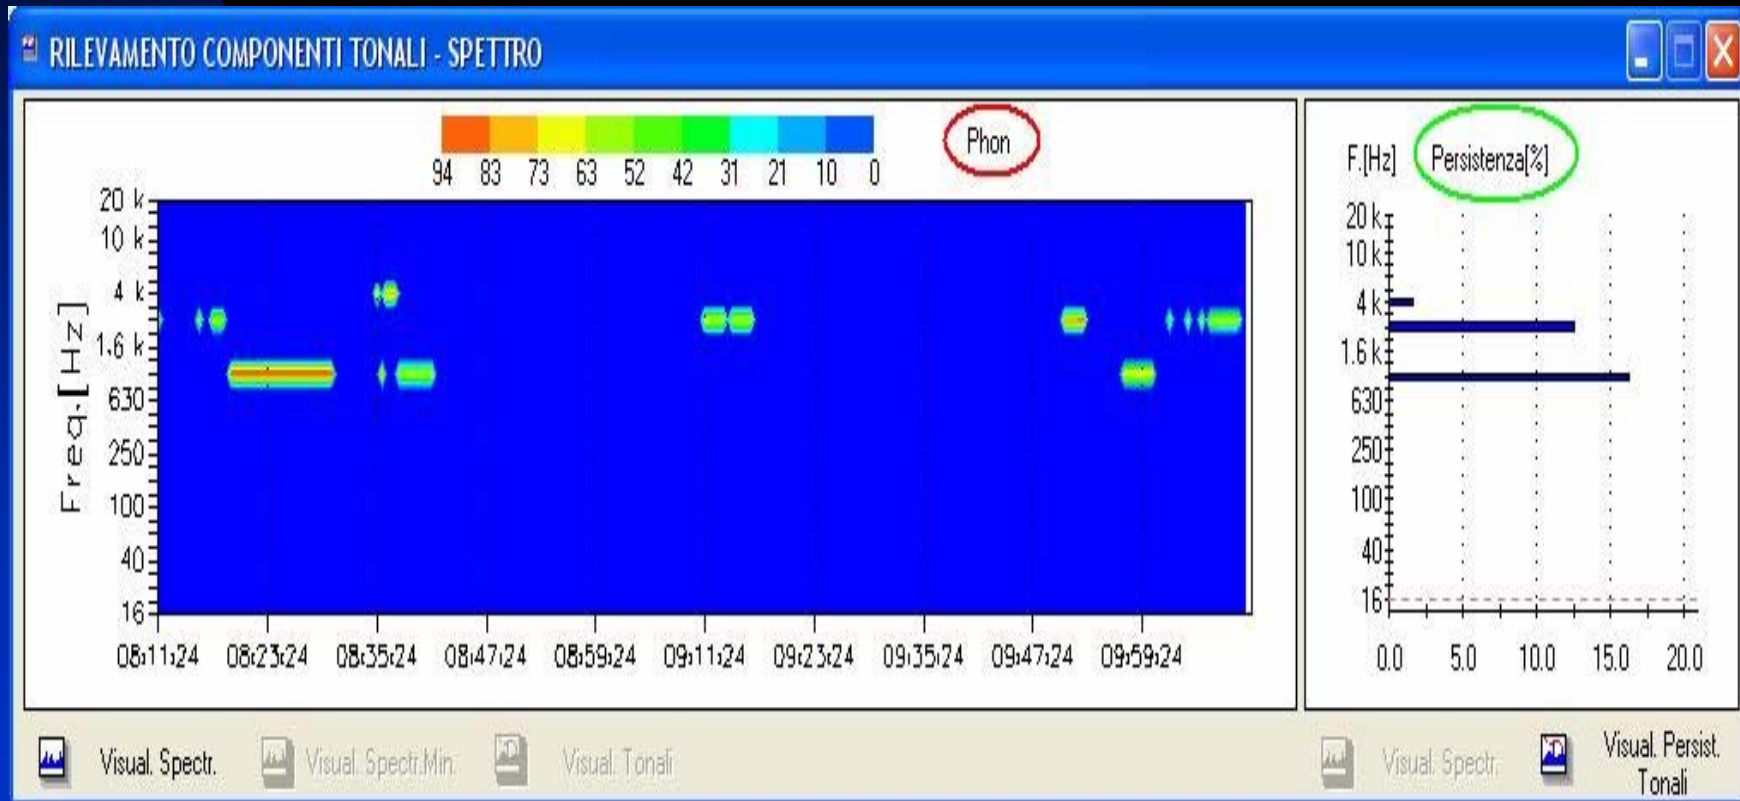 RILEVAMENTO COMPONENTI TONALI - SPETTRO
Phon
94 83 73 63 52 42 31 21 10 0
Freq.[Hz]
20 k
10 k
4 k
1.6 k
630
250
100
40
16
08:11:24 08:23:24 08:35:24 08:47:24 08:59:24 09:11:24 09:23:24 09:35:24 09:47:24 09:59:24
F.[Hz] Persistenza[%]
20 k
10 k
4 k
1.6 k
630
250
100
40
16
0.0 5.0 10.0 15.0 20.0
Visual. Spectr. Visual. Spectr.Min. Visual. Tonali
Visual. Spectr. Visual. Persist.
Tonali